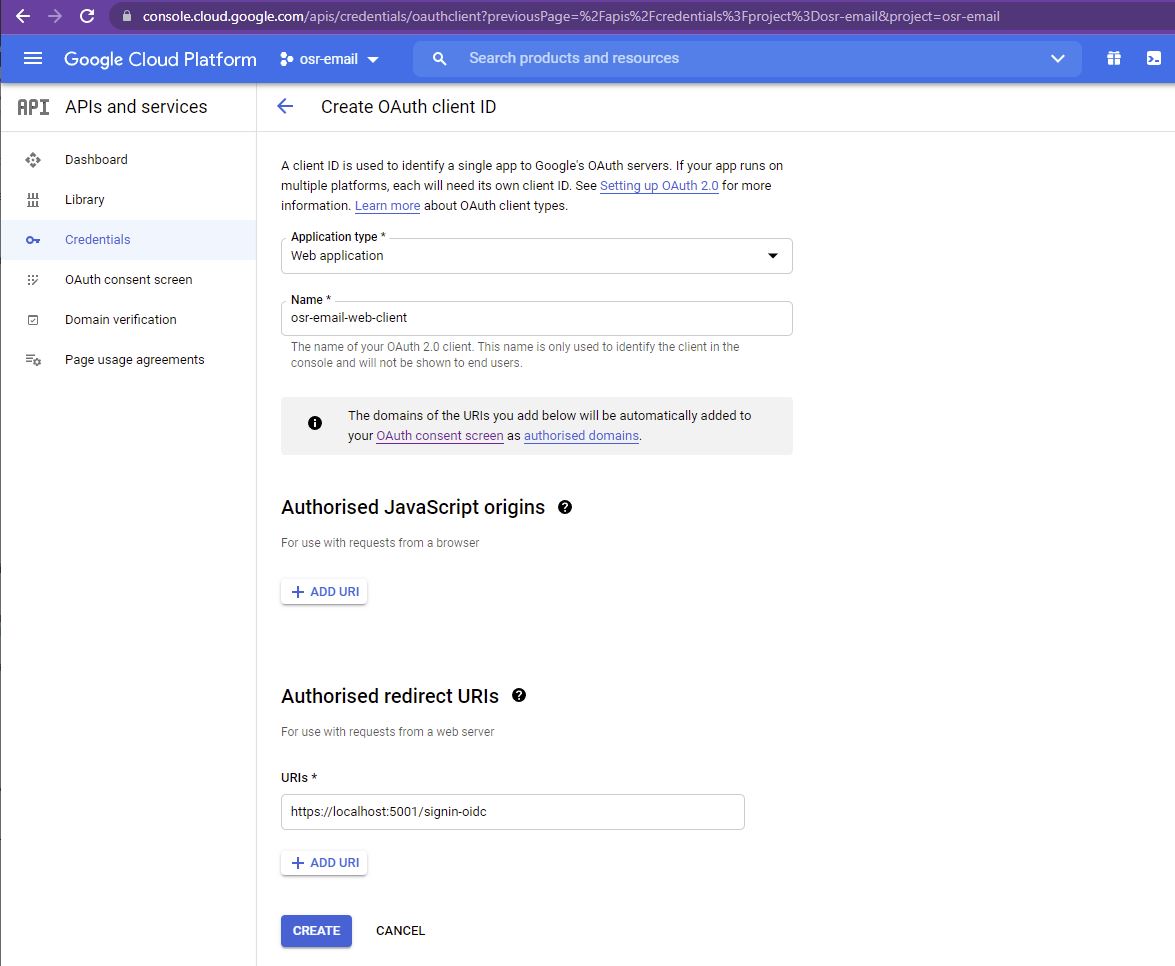 console.cloud.google.com/apis/credentials/oauthclient?previousPage=%2Fapis%2Fcredentials%3Fproject%3Dosr-email&project=osr-email
Google Cloud Platform
osr-email
Search products and resources
API
APIs and services
Create OAuth client ID
Dashboard
Library
Credentials
OAuth consent screen
Domain verification
Page usage agreements
A client ID is used to identify a single app to Google's OAuth servers. If your app runs on
multiple platforms, each will need its own client ID. See Setting up OAuth 2.0 for more
information. Learn more about OAuth client types.
Application type *
Web application
Name *
osr-email-web-client
The name of your OAuth 2.0 client. This name is only used to identify the client in the
console and will not be shown to end users.
The domains of the URIs you add below will be automatically added to
your OAuth consent screen as authorised domains.
Authorised JavaScript origins
For use with requests from a browser
ADD URI
Authorised redirect URIs
For use with requests from a web server
URIs *
https://localhost:5001/signin-oidc
ADD URI
CREATE
CANCEL